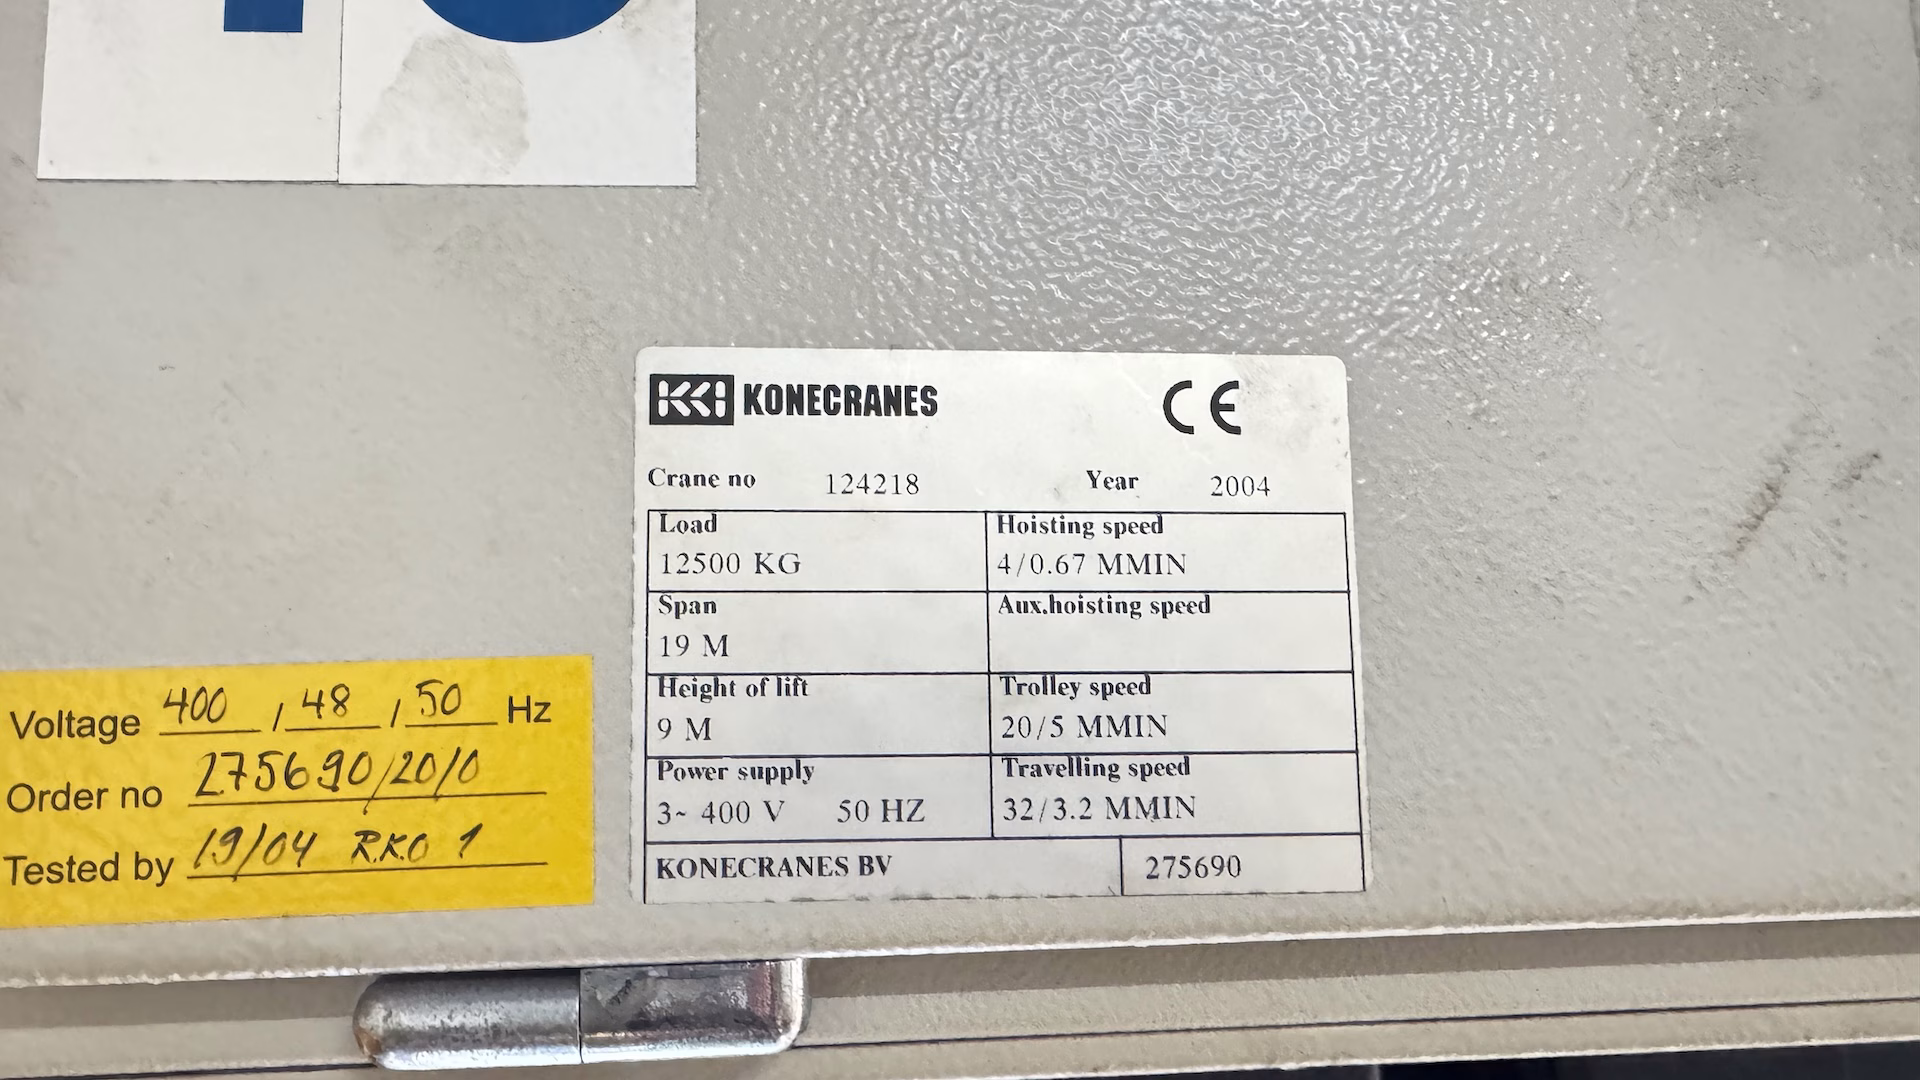 KONECRANES CE
Crane no 124218 Year 2004
Load Hoisting speed
12500 KG 4/0.67 MMIN
Span Aux.hoisting speed
19 M
Height of lift Trolley speed
9 M 20/5 MMIN
Power supply Travelling speed
3~ 400 V 50 HZ 32/3.2 MMIN
KONECRANES BV 275690
Voltage 400 / 48 / 50 Hz
Order no 275690/20/0
Tested by 19/04 R.K.O 1